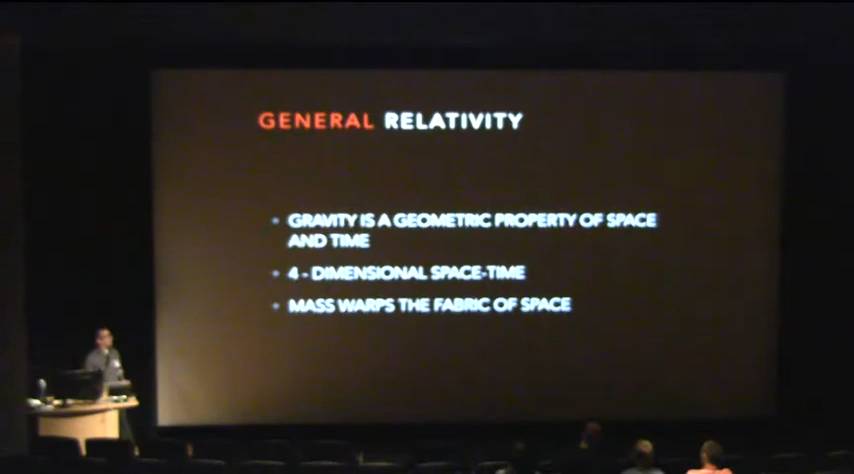 GENERAL RELATIVITY
• GRAVITY IS A GEOMETRIC PROPERTY OF SPACE
AND TIME
• 4 - DIMENSIONAL SPACE-TIME
• MASS WARPS THE FABRIC OF SPACE